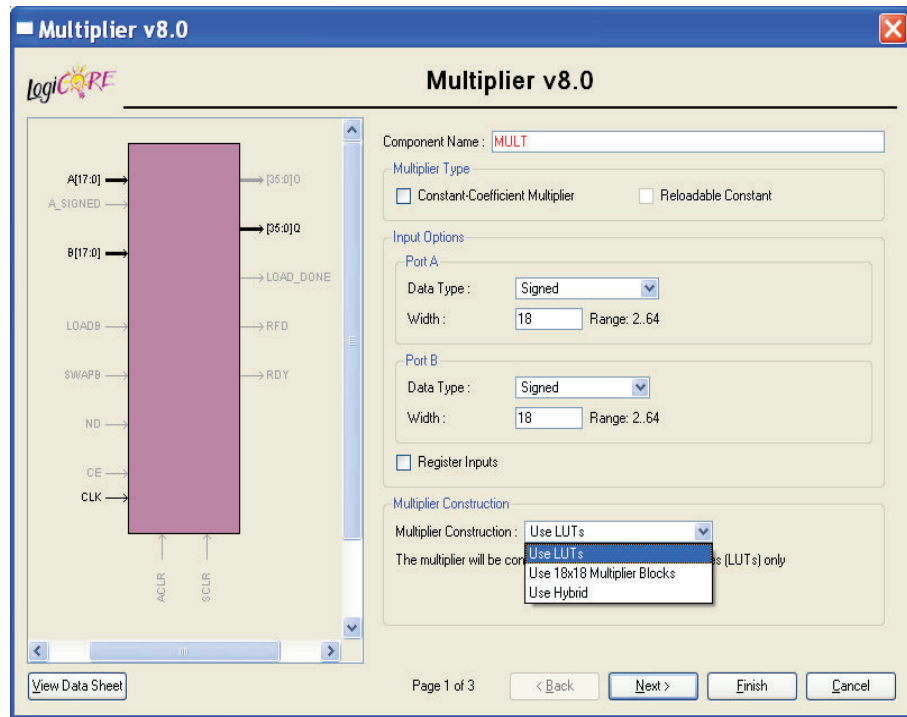 Multiplier v8.0
LogiCORE
Multiplier v8.0
A[17:0]
A_SIGNED
B[17:0]
LOADB
SWAPB
ND
CE
CLK
[35:0]O
[35:0]Q
LOAD_DONE
RFD
RDY
ACLR
SCLR
Component Name : MULT
Multiplier Type
Constant-Coefficient Multiplier Reloadable Constant
Input Options
Port A
Data Type : Signed
Width : 18 Range: 2..64
Port B
Data Type : Signed
Width : 18 Range: 2..64
Register Inputs
Multiplier Construction
Multiplier Construction : Use LUTs
The multiplier will be con s (LUTs) only
Use LUTs
Use 18x18 Multiplier Blocks
Use Hybrid
View Data Sheet Page 1 of 3 < Back Next > Finish Cancel